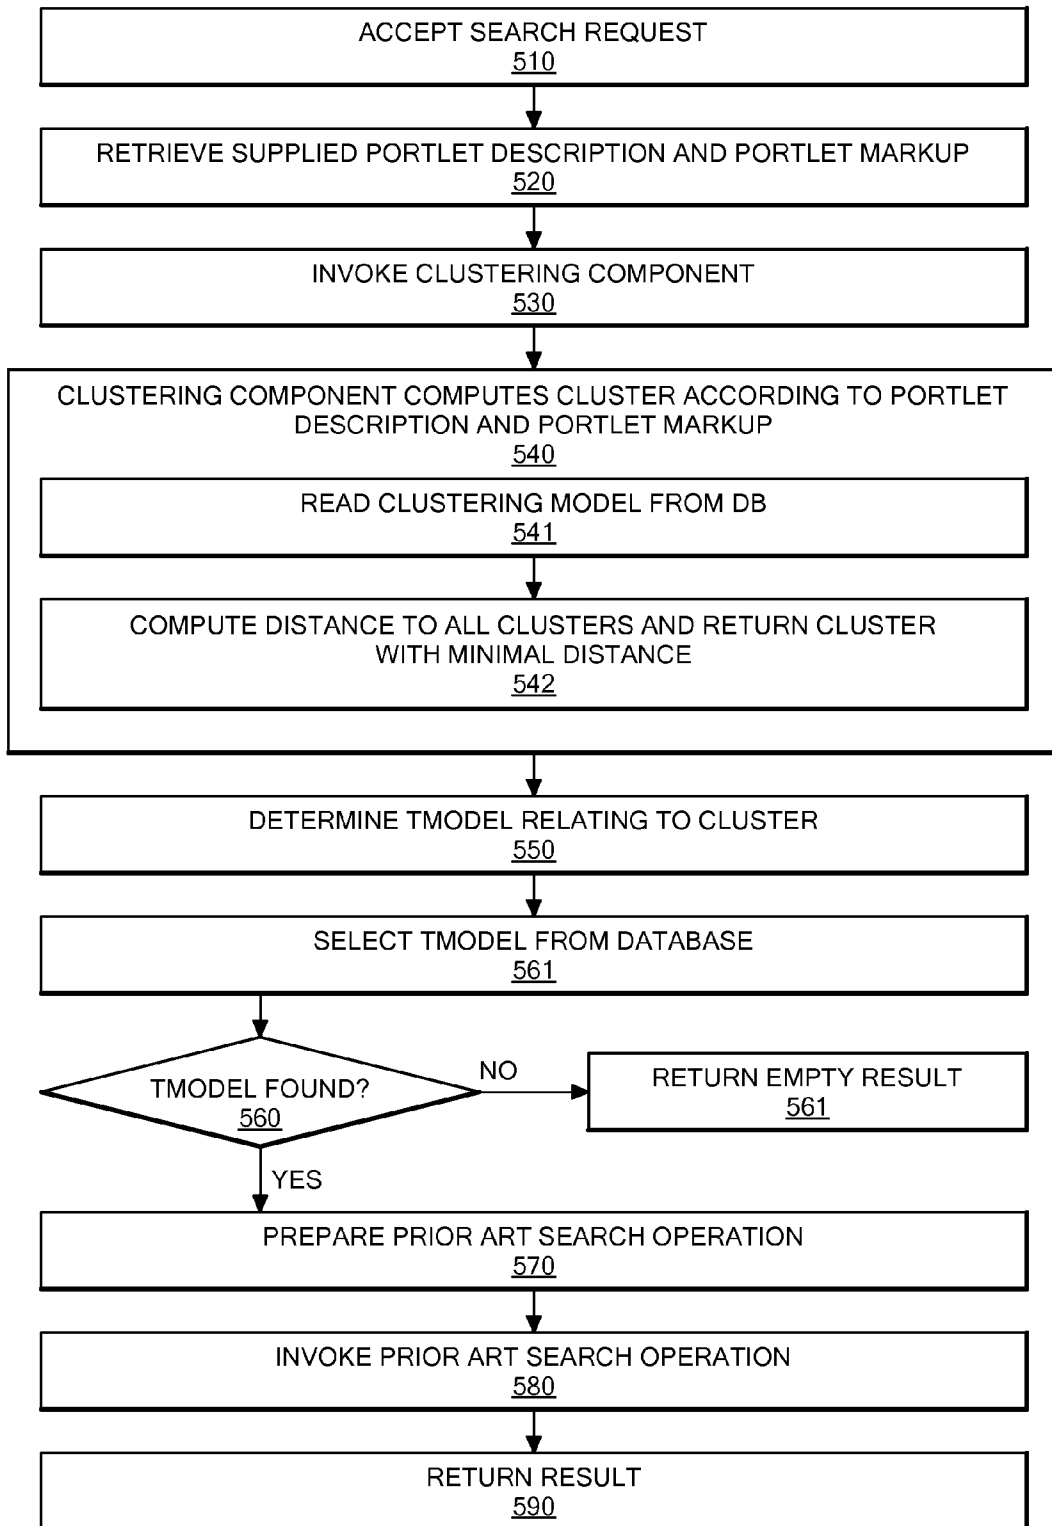 ACCEPT SEARCH REQUEST
510
RETRIEVE SUPPLIED PORTLET DESCRIPTION AND PORTLET MARKUP
520
INVOKE CLUSTERING COMPONENT
530
CLUSTERING COMPONENT COMPUTES CLUSTER ACCORDING TO PORTLET
DESCRIPTION AND PORTLET MARKUP
540
READ CLUSTERING MODEL FROM DB
541
COMPUTE DISTANCE TO ALL CLUSTERS AND RETURN CLUSTER
WITH MINIMAL DISTANCE
542
DETERMINE TMODEL RELATING TO CLUSTER
550
SELECT TMODEL FROM DATABASE
561
TMODEL FOUND?
560
NO
RETURN EMPTY RESULT
561
YES
PREPARE PRIOR ART SEARCH OPERATION
570
INVOKE PRIOR ART SEARCH OPERATION
580
RETURN RESULT
590